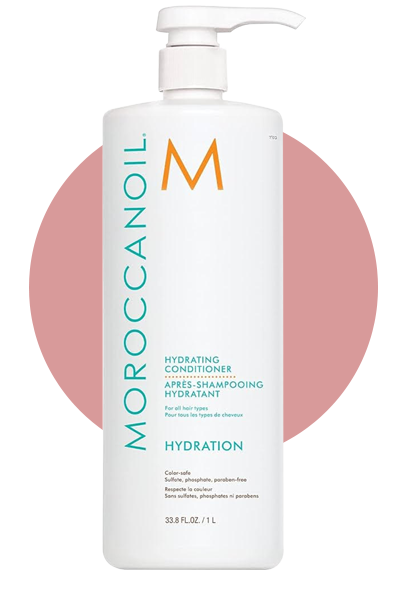 MOROCCANOIL®
M
HYDRATING
CONDITIONER
APRÈS-SHAMPOOING
HYDRATANT
For all hair types
Pour tous les types de cheveux
HYDRATION
Color-safe
Sulfate, phosphate, paraben-free
Respecte la couleur
Sans sulfates, phosphates ni parabens
33.8 FL.OZ. / 1 L